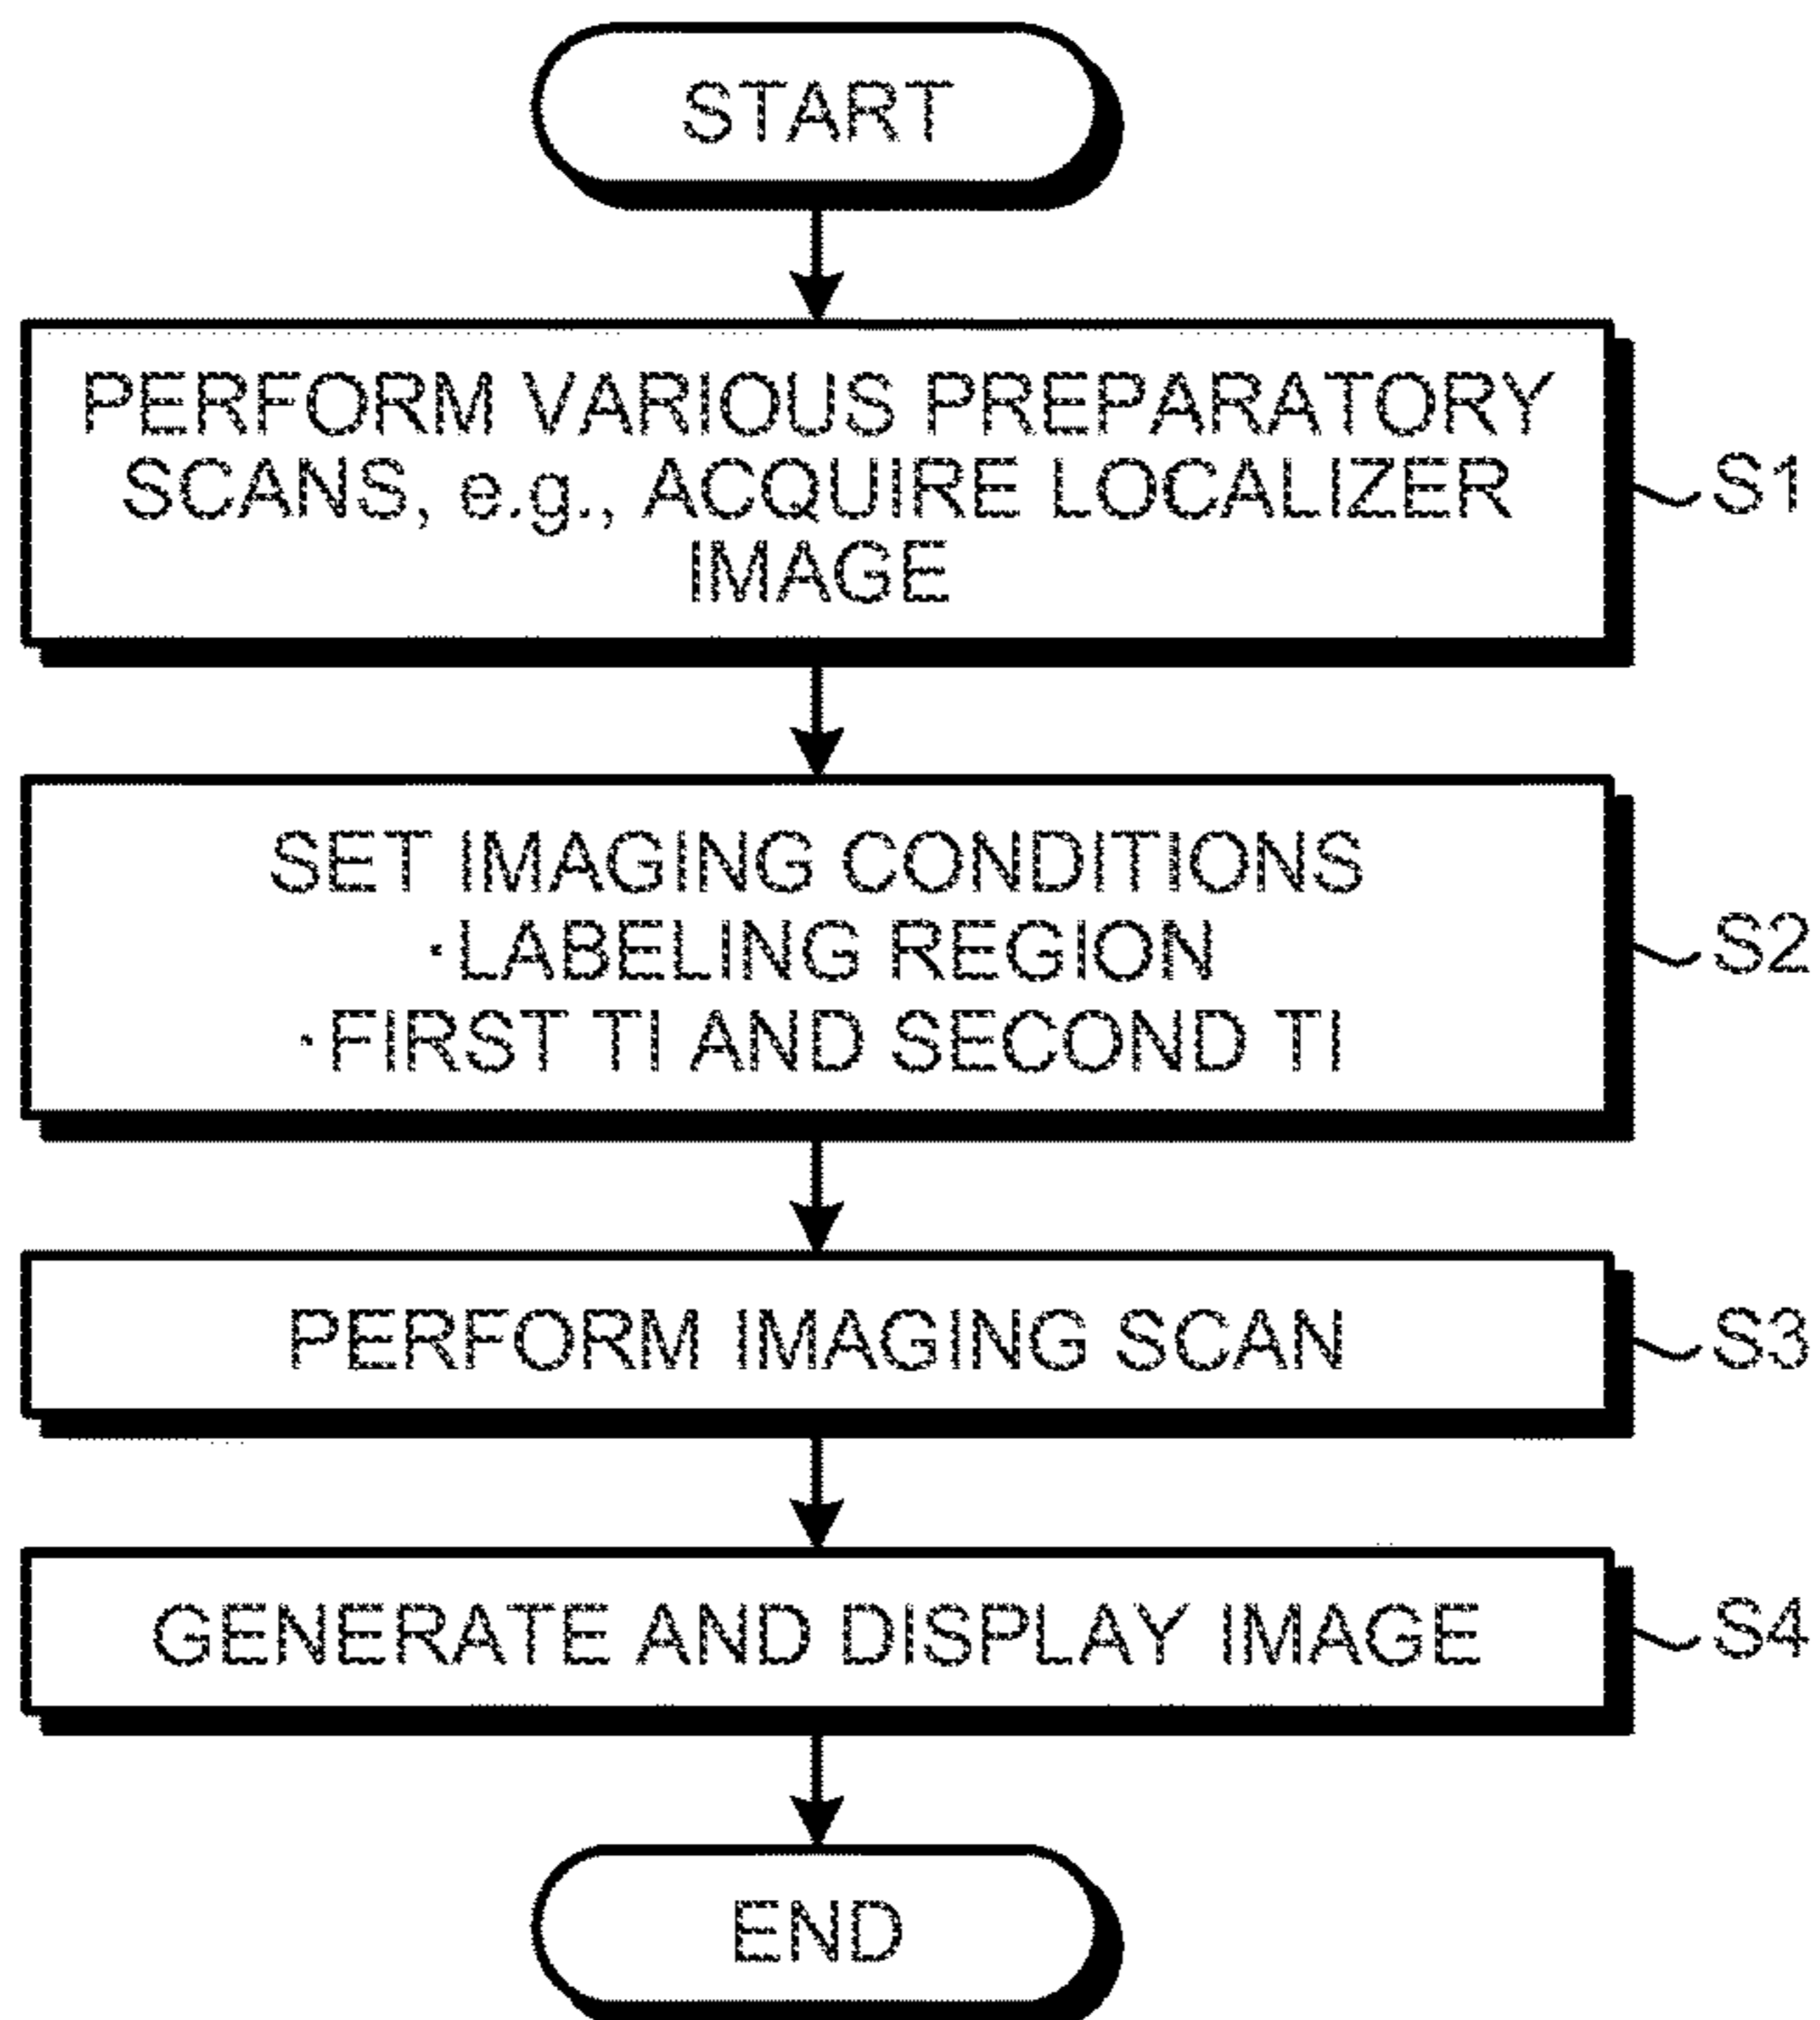 START
PERFORM VARIOUS PREPARATORY
SCANS, e.g., ACQUIRE LOCALIZER
IMAGE
S1
SET IMAGING CONDITIONS
·LABELING REGION
·FIRST TI AND SECOND TI
S2
PERFORM IMAGING SCAN
S3
GENERATE AND DISPLAY IMAGE
S4
END